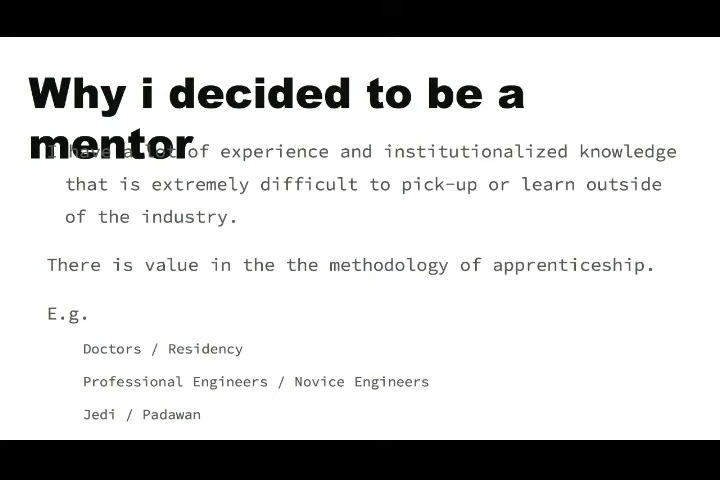 Why i decided to be a
mentor
I have a lot of experience and institutionalized knowledge
that is extremely difficult to pick-up or learn outside
of the industry.
There is value in the the methodology of apprenticeship.
E.g.
Doctors / Residency
Professional Engineers / Novice Engineers
Jedi / Padawan